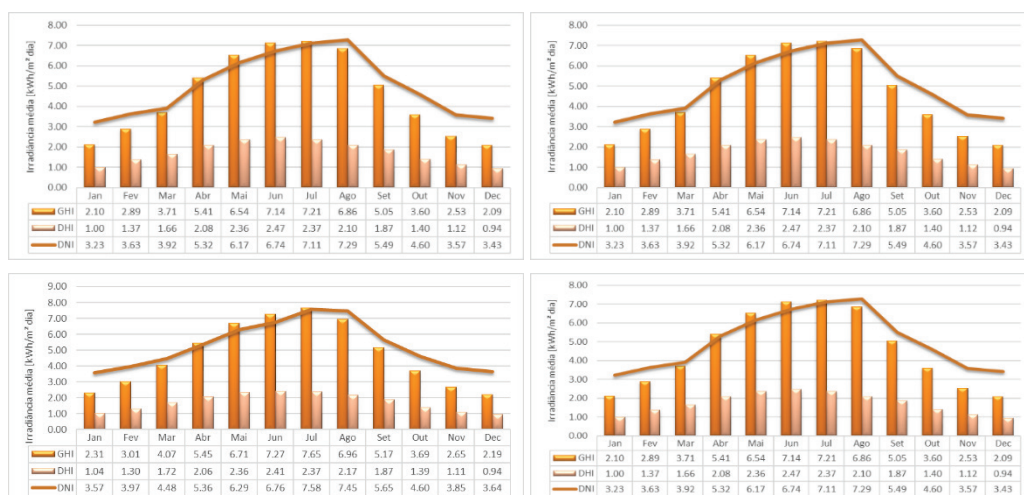 Irradiância média [kWh/m² dia]
8.00
7.00
6.00
5.00
4.00
3.00
2.00
1.00
0.00
Jan Fev Mar Abr Mai Jun Jul Ago Set Out Nov Dec
GHI 2.10 2.89 3.71 5.41 6.54 7.14 7.21 6.86 5.05 3.60 2.53 2.09
DHI 1.00 1.37 1.66 2.08 2.36 2.47 2.37 2.10 1.87 1.40 1.12 0.94
DNI 3.23 3.63 3.92 5.32 6.17 6.74 7.11 7.29 5.49 4.60 3.57 3.43
Irradiância média [kWh/m² dia]
8.00
7.00
6.00
5.00
4.00
3.00
2.00
1.00
0.00
Jan Fev Mar Abr Mai Jun Jul Ago Set Out Nov Dec
GHI 2.10 2.89 3.71 5.41 6.54 7.14 7.21 6.86 5.05 3.60 2.53 2.09
DHI 1.00 1.37 1.66 2.08 2.36 2.47 2.37 2.10 1.87 1.40 1.12 0.94
DNI 3.23 3.63 3.92 5.32 6.17 6.74 7.11 7.29 5.49 4.60 3.57 3.43
Irradiância média [kWh/m² dia]
9.00
8.00
7.00
6.00
5.00
4.00
3.00
2.00
1.00
0.00
Jan Fev Mar Abr Mai Jun Jul Ago Set Out Nov Dec
GHI 2.31 3.01 4.07 5.45 6.71 7.27 7.65 6.96 5.17 3.69 2.65 2.19
DHI 1.04 1.30 1.72 2.06 2.36 2.41 2.37 2.17 1.87 1.39 1.11 0.94
DNI 3.57 3.97 4.48 5.36 6.29 6.76 7.58 7.45 5.65 4.60 3.85 3.64
Irradiância média [kWh/m² dia]
8.00
7.00
6.00
5.00
4.00
3.00
2.00
1.00
0.00
Jan Fev Mar Abr Mai Jun Jul Ago Set Out Nov Dec
GHI 2.10 2.89 3.71 5.41 6.54 7.14 7.21 6.86 5.05 3.60 2.53 2.09
DHI 1.00 1.37 1.66 2.08 2.36 2.47 2.37 2.10 1.87 1.40 1.12 0.94
DNI 3.23 3.63 3.92 5.32 6.17 6.74 7.11 7.29 5.49 4.60 3.57 3.43